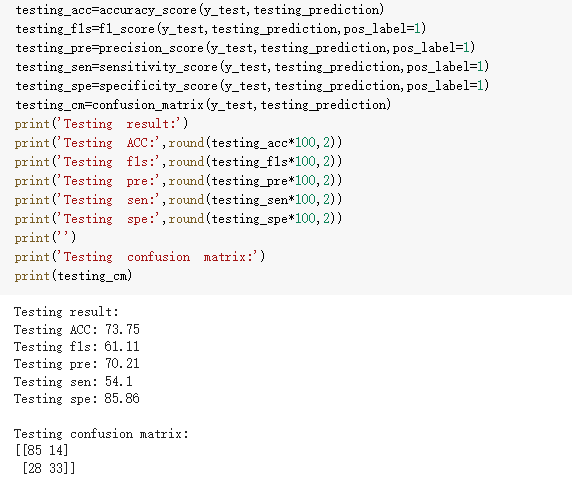 testing_acc=accuracy_score(y_test,testing_prediction)
testing_f1s=f1_score(y_test,testing_prediction,pos_label=1)
testing_pre=precision_score(y_test,testing_prediction,pos_label=1)
testing_sen=sensitivity_score(y_test,testing_prediction,pos_label=1)
testing_spe=specificity_score(y_test,testing_prediction,pos_label=1)
testing_cm=confusion_matrix(y_test,testing_prediction)
print('Testing result:')
print('Testing ACC:',round(testing_acc*100,2))
print('Testing f1s:',round(testing_f1s*100,2))
print('Testing pre:',round(testing_pre*100,2))
print('Testing sen:',round(testing_sen*100,2))
print('Testing spe:',round(testing_spe*100,2))
print('')
print('Testing confusion matrix:')
print(testing_cm)
Testing result:
Testing ACC: 73.75
Testing f1s: 61.11
Testing pre: 70.21
Testing sen: 54.1
Testing spe: 85.86
Testing confusion matrix:
[[85 14]
[28 33]]